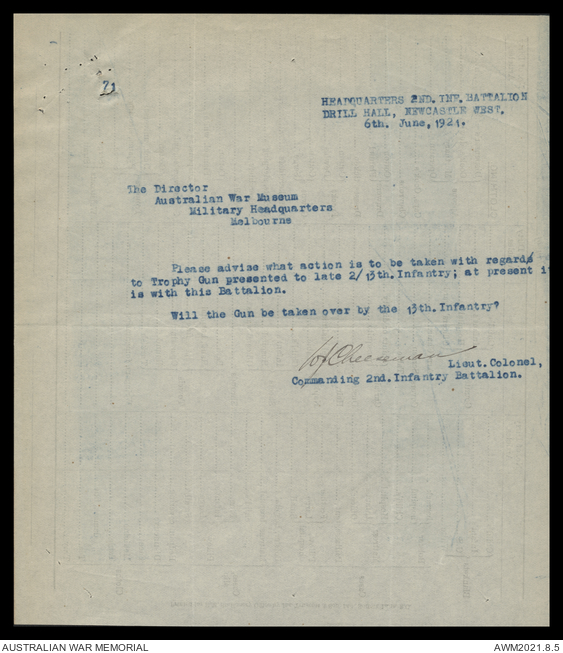 21
HEADQUARTERS 2ND. INF. BATTALION
DRILL HALL, NEWCASTLE WEST.
6th. June, 1921.
The Director
Australian War Museum
Military Headquarters
Melbourne
Please advise what action is to be taken with regard
to Trophy Gun presented to late 2/13th. Infantry; at present i
is with this Battalion.
Will the Gun be taken over by the 13th. Infantry?
Cheeseman
Lieut. Colonel,
Commanding 2nd. Infantry Battalion.
AUSTRALIAN WAR MEMORIAL
AWM2021.8.5